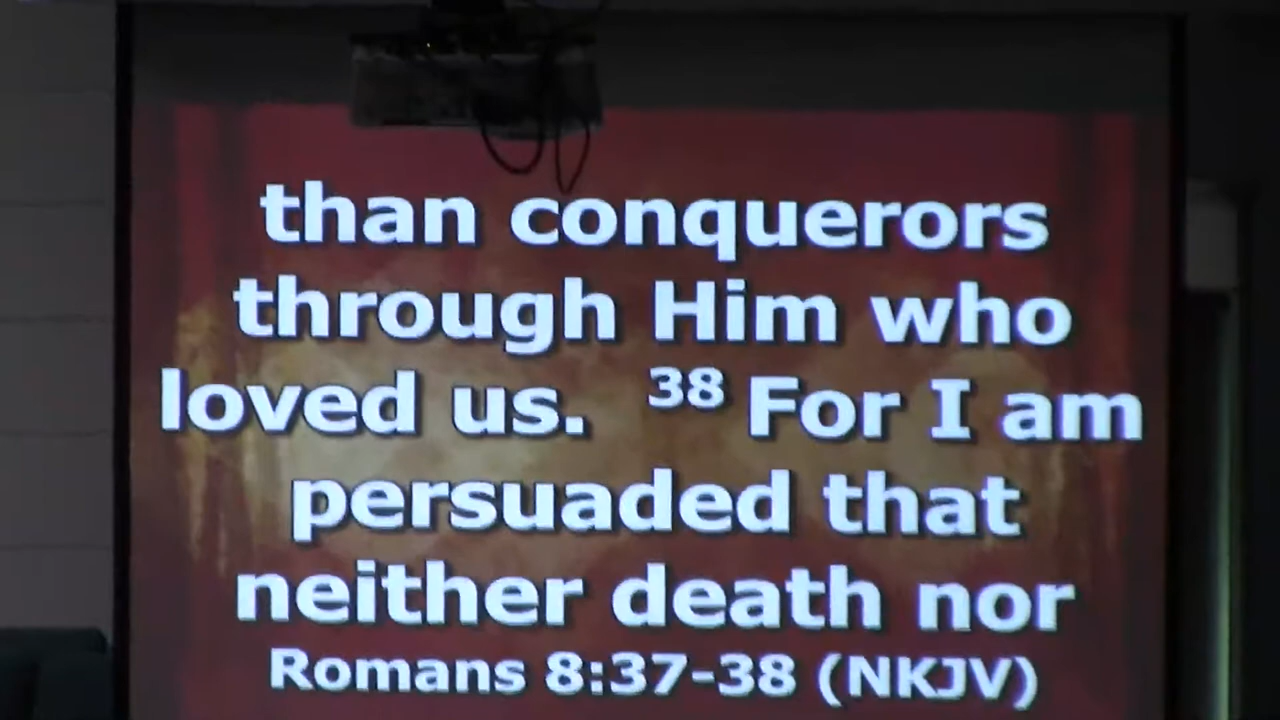 than conquerors
through Him who
loved us. 38 For I am
persuaded that
neither death nor
Romans 8:37-38 (NKJV)